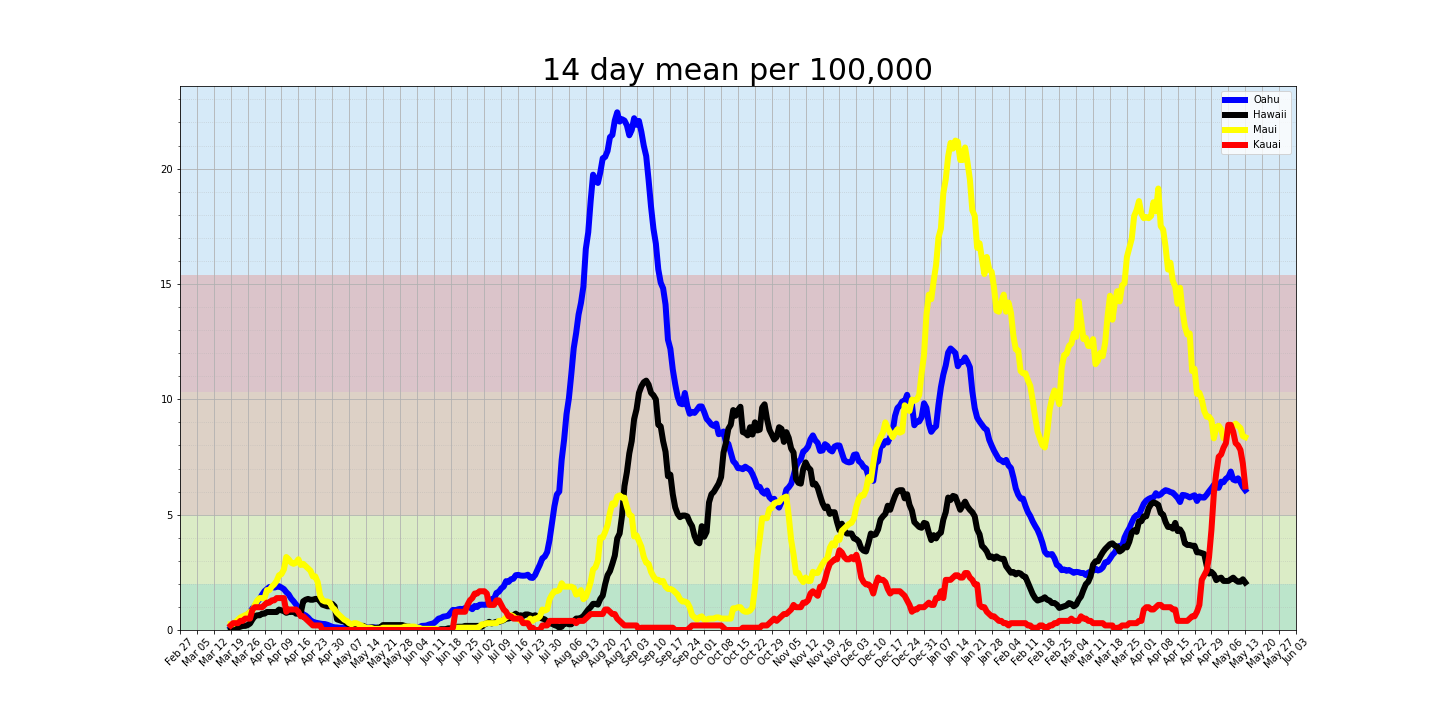 14 day mean per 100,000
Oahu
Hawaii
Maui
Kauai
20
15
10
5
0
Feb 27
Mar 05
Mar 12
Mar 19
Mar 26
Apr 02
Apr 09
Apr 16
Apr 23
Apr 30
May 07
May 14
May 21
May 28
Jun 04
Jun 11
Jun 18
Jun 25
Jul 02
Jul 09
Jul 16
Jul 23
Jul 30
Aug 06
Aug 13
Aug 20
Aug 27
Sep 03
Sep 10
Sep 17
Sep 24
Oct 01
Oct 08
Oct 15
Oct 22
Oct 29
Nov 05
Nov 12
Nov 19
Nov 26
Dec 03
Dec 10
Dec 17
Dec 24
Dec 31
Jan 07
Jan 14
Jan 21
Jan 28
Feb 04
Feb 11
Feb 18
Feb 25
Mar 04
Mar 11
Mar 18
Mar 25
Apr 01
Apr 08
Apr 15
Apr 22
Apr 29
May 06
May 13
May 20
May 27
Jun 03